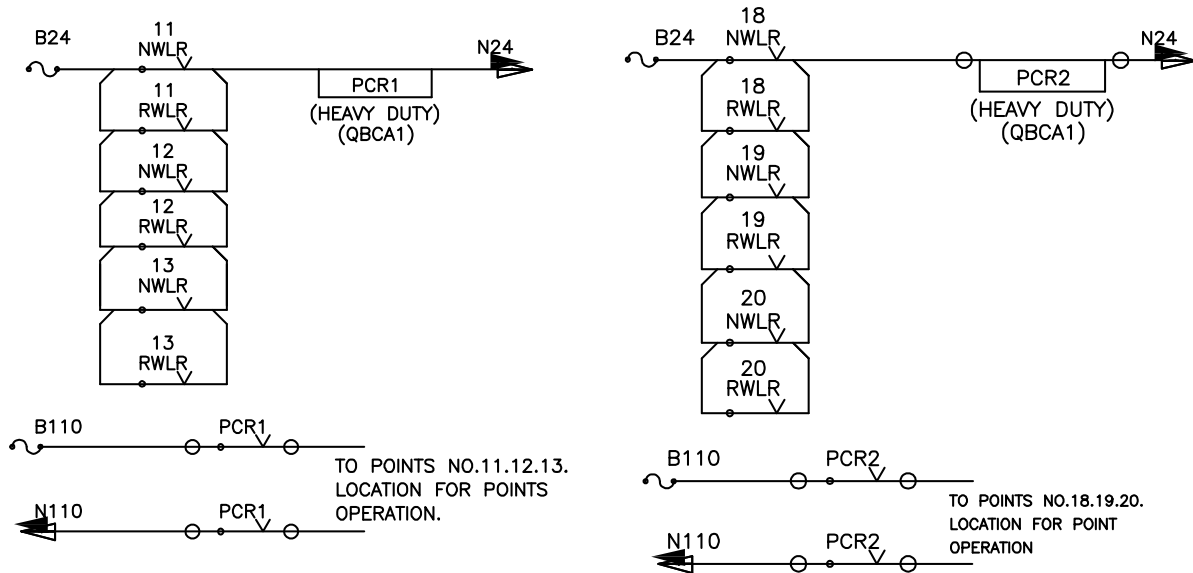 11
B24
NWLR
N24
11
RWLR
PCR1
(HEAVY DUTY)
(QBCA1)
12
NWLR
12
RWLR
13
NWLR
13
RWLR
B110
PCR1
TO POINTS NO.11.12.13.
LOCATION FOR POINTS
OPERATION.
N110
PCR1
18
B24
NWLR
N24
18
RWLR
PCR2
(HEAVY DUTY)
(QBCA1)
19
NWLR
19
RWLR
20
NWLR
20
RWLR
B110
PCR2
TO POINTS NO.18.19.20.
LOCATION FOR POINT
OPERATION
N110
PCR2